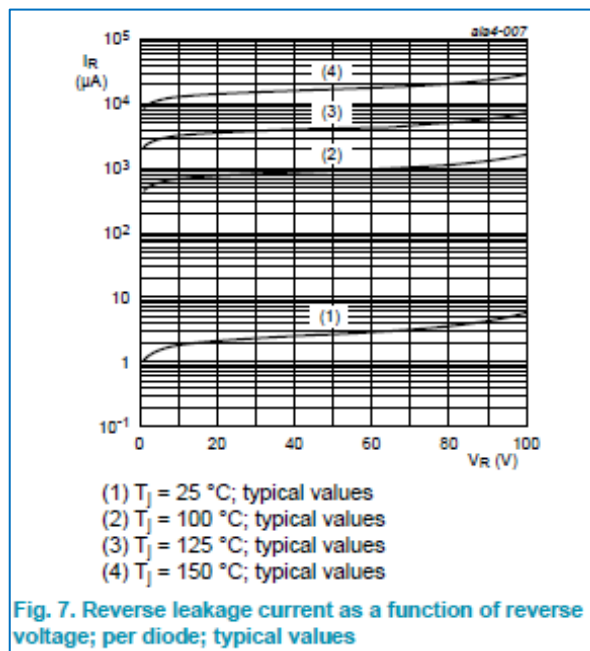 ala4-007
I_R
(µA)
10⁵
10⁴
10³
10²
10
1
10⁻¹
(4)
(3)
(2)
(1)
0 20 40 60 80 100
V_R (V)
(1) T_j = 25 °C; typical values
(2) T_j = 100 °C; typical values
(3) T_j = 125 °C; typical values
(4) T_j = 150 °C; typical values
Fig. 7. Reverse leakage current as a function of reverse
voltage; per diode; typical values